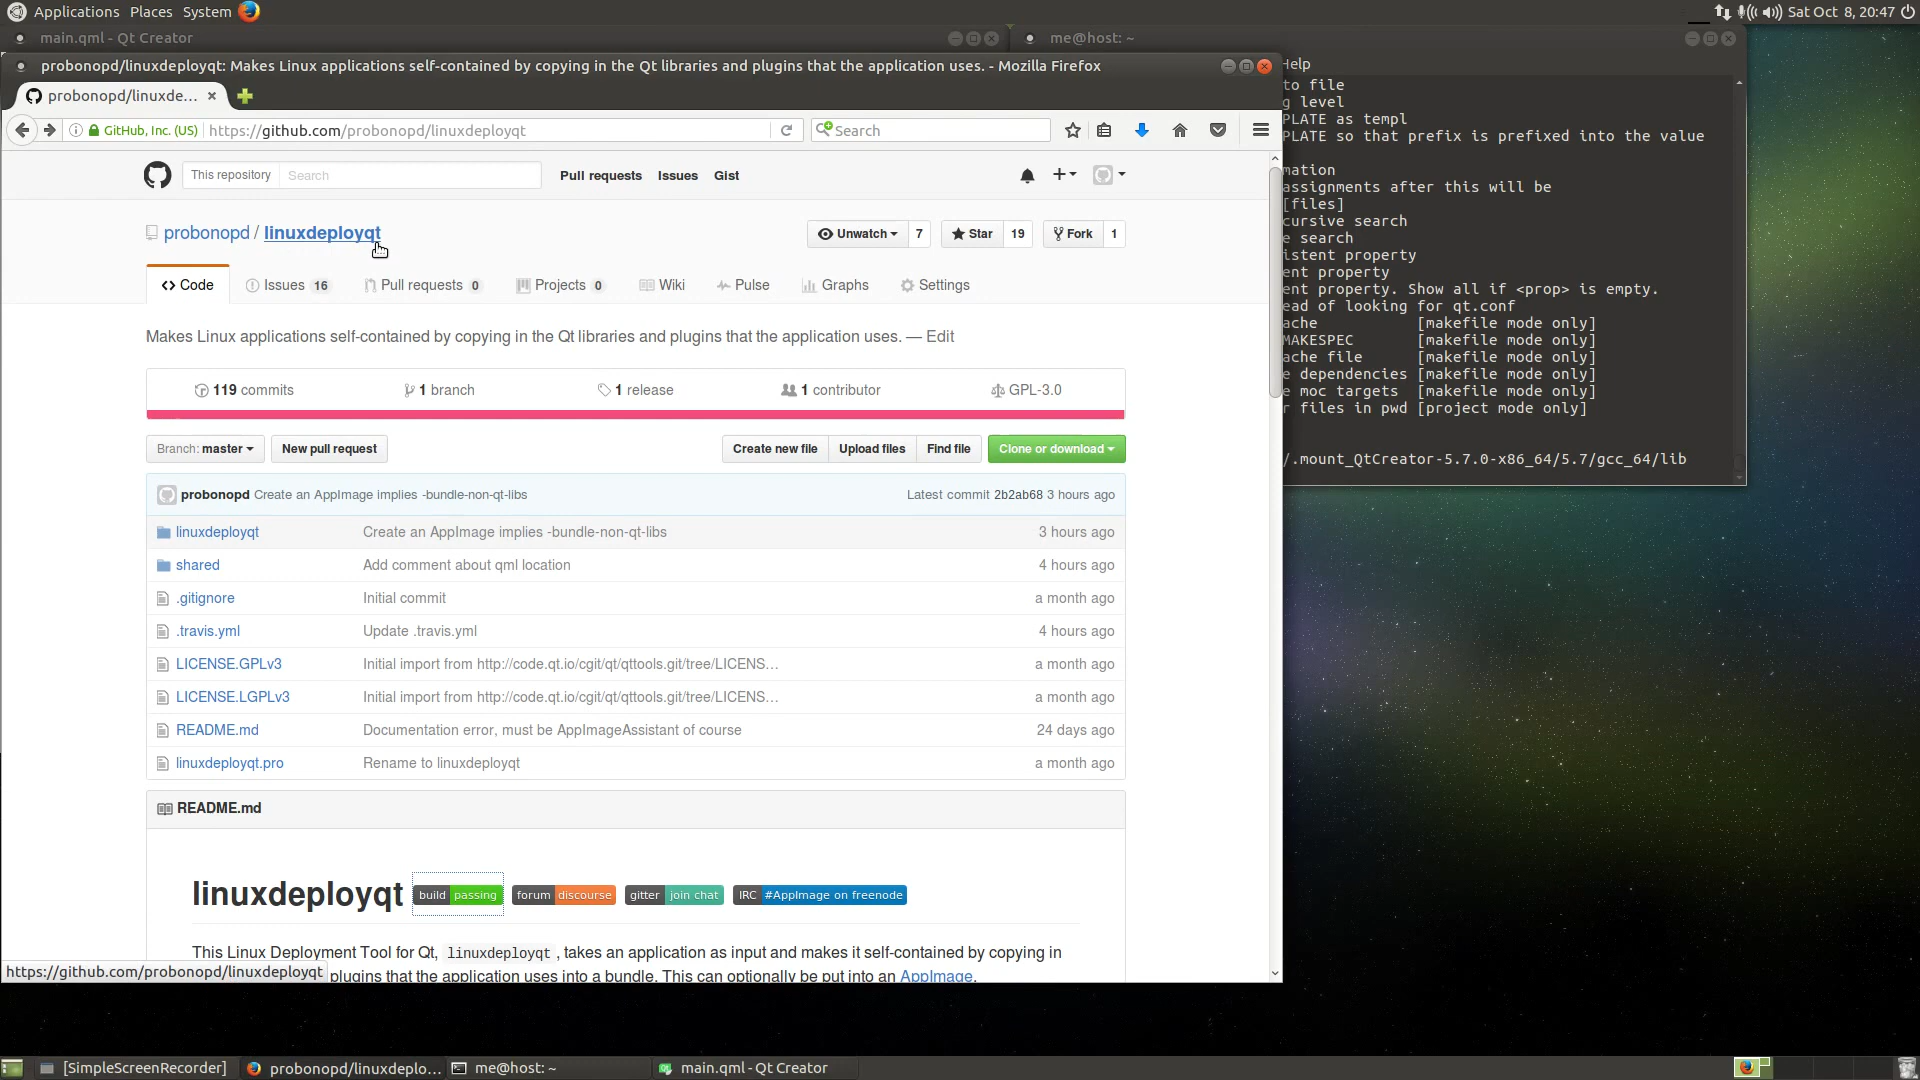 Applications Places System
Sat Oct 8, 20:47
main.qml - Qt Creator
me@host: ~
probonopd/linuxdeployqt: Makes Linux applications self-contained by copying in the Qt libraries and plugins that the application uses. - Mozilla Firefox
probonopd/linuxde...
GitHub, Inc. (US)
https://github.com/probonopd/linuxdeployqt
Search
This repository
Search
Pull requests Issues Gist
probonopd / linuxdeployqt
Unwatch 7
Star 19
Fork 1
Code
Issues 16
Pull requests 0
Projects 0
Wiki
Pulse
Graphs
Settings
Makes Linux applications self-contained by copying in the Qt libraries and plugins that the application uses. — Edit
119 commits
1 branch
1 release
1 contributor
GPL-3.0
Branch: master
New pull request
Create new file
Upload files
Find file
Clone or download
probonopd Create an AppImage implies -bundle-non-qt-libs
Latest commit 2b2ab68 3 hours ago
linuxdeployqt Create an AppImage implies -bundle-non-qt-libs 3 hours ago
shared Add comment about qml location 4 hours ago
.gitignore Initial commit a month ago
.travis.yml Update .travis.yml 4 hours ago
LICENSE.GPLv3 Initial import from http://code.qt.io/cgit/qt/qttools.git/tree/LICENS... a month ago
LICENSE.LGPLv3 Initial import from http://code.qt.io/cgit/qt/qttools.git/tree/LICENS... a month ago
README.md Documentation error, must be AppImageAssistant of course 24 days ago
linuxdeployqt.pro Rename to linuxdeployqt a month ago
README.md
linuxdeployqt
build passing
forum discourse
gitter join chat
IRC #AppImage on freenode
This Linux Deployment Tool for Qt, linuxdeployqt , takes an application as input and makes it self-contained by copying in
plugins that the application uses into a bundle. This can optionally be put into an AppImage.
https://github.com/probonopd/linuxdeployqt
Help
to file
g level
PLATE as templ
PLATE so that prefix is prefixed into the value
mation
assignments after this will be
[files]
cursive search
e search
istent property
ent property
ent property. Show all if <prop> is empty.
ead of looking for qt.conf
ache [makefile mode only]
MAKESPEC [makefile mode only]
ache file [makefile mode only]
e dependencies [makefile mode only]
e moc targets [makefile mode only]
r files in pwd [project mode only]
/.mount_QtCreator-5.7.0-x86_64/5.7/gcc_64/lib
[SimpleScreenRecorder]
probonopd/linuxdeplo...
me@host: ~
main.qml - Qt Creator